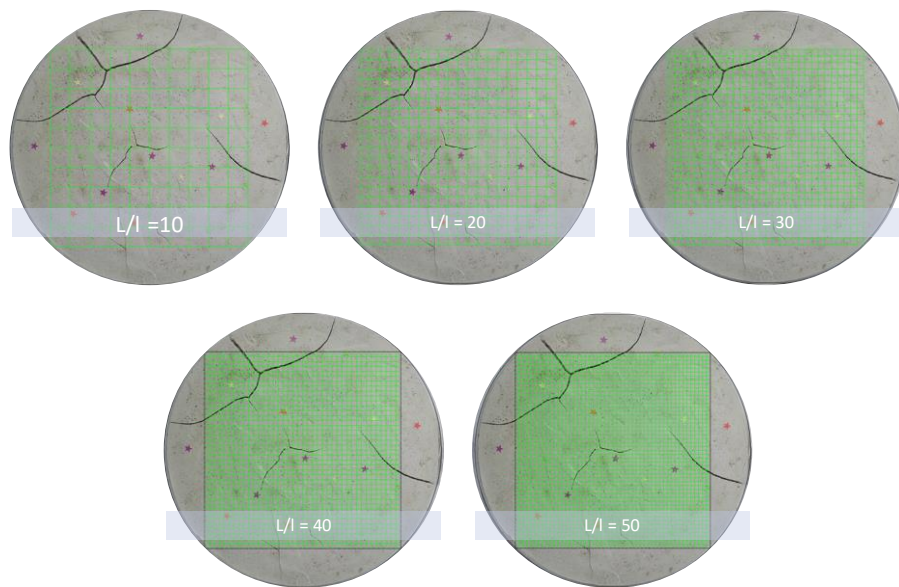 L/l =10
L/l = 20
L/l = 30
L/l = 40
L/l = 50